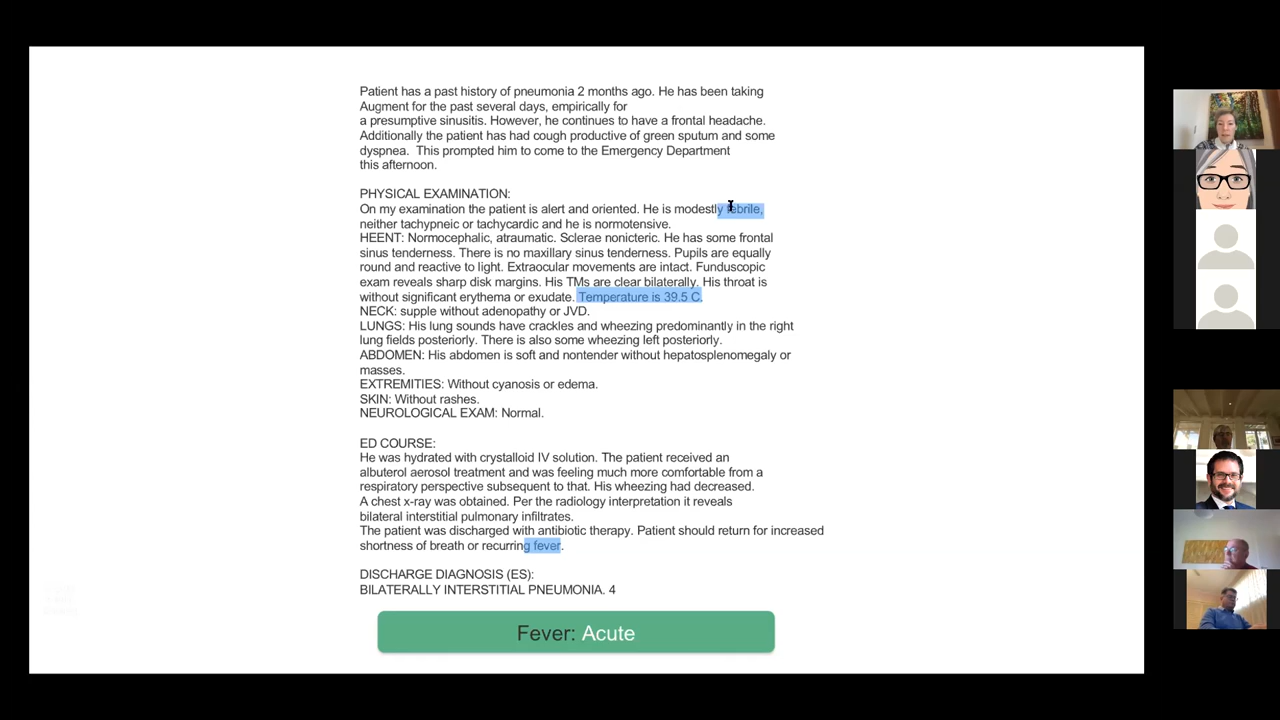 Patient has a past history of pneumonia 2 months ago. He has been taking
Augment for the past several days, empirically for
a presumptive sinusitis. However, he continues to have a frontal headache.
Additionally the patient has had cough productive of green sputum and some
dyspnea. This prompted him to come to the Emergency Department
this afternoon.
PHYSICAL EXAMINATION:
On my examination the patient is alert and oriented. He is modestly febrile,
neither tachypneic or tachycardic and he is normotensive.
HEENT: Normocephalic, atraumatic. Sclerae nonicteric. He has some frontal
sinus tenderness. There is no maxillary sinus tenderness. Pupils are equally
round and reactive to light. Extraocular movements are intact. Funduscopic
exam reveals sharp disk margins. His TMs are clear bilaterally. His throat is
without significant erythema or exudate. Temperature is 39.5 C.
NECK: supple without adenopathy or JVD.
LUNGS: His lung sounds have crackles and wheezing predominantly in the right
lung fields posteriorly. There is also some wheezing left posteriorly.
ABDOMEN: His abdomen is soft and nontender without hepatosplenomegaly or
masses.
EXTREMITIES: Without cyanosis or edema.
SKIN: Without rashes.
NEUROLOGICAL EXAM: Normal.
ED COURSE:
He was hydrated with crystalloid IV solution. The patient received an
albuterol aerosol treatment and was feeling much more comfortable from a
respiratory perspective subsequent to that. His wheezing had decreased.
A chest x-ray was obtained. Per the radiology interpretation it reveals
bilateral interstitial pulmonary infiltrates.
The patient was discharged with antibiotic therapy. Patient should return for increased
shortness of breath or recurring fever.
DISCHARGE DIAGNOSIS (ES):
BILATERALLY INTERSTITIAL PNEUMONIA. 4
Fever: Acute